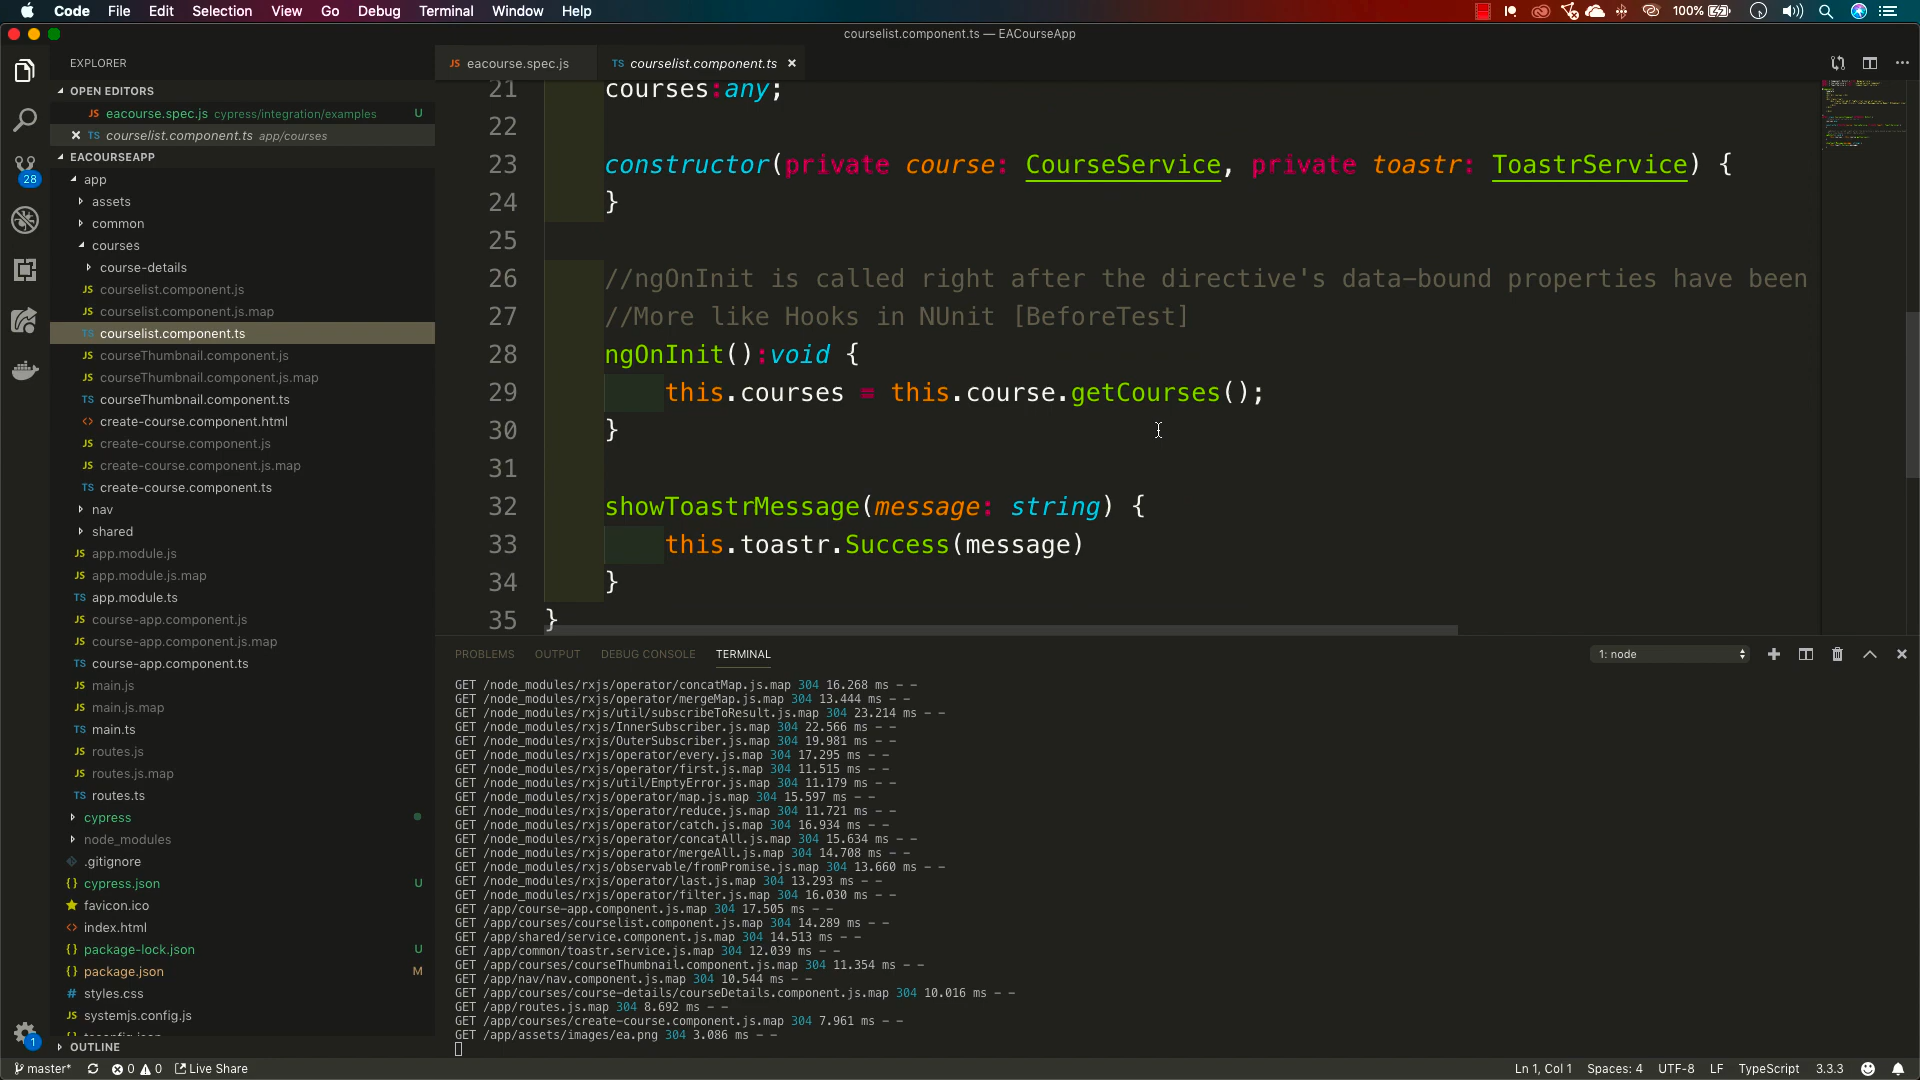 Code File Edit Selection View Go Debug Terminal Window Help 100%
courselist.component.ts — EACourseApp
EXPLORER
OPEN EDITORS
eacourse.spec.js cypress/integration/examples U
courselist.component.ts app/courses
28
EACOURSEAPP
app
assets
common
courses
course-details
courselist.component.js
courselist.component.js.map
courselist.component.ts
courseThumbnail.component.js
courseThumbnail.component.js.map
courseThumbnail.component.ts
create-course.component.html
create-course.component.js
create-course.component.js.map
create-course.component.ts
nav
shared
app.module.js
app.module.js.map
app.module.ts
course-app.component.js
course-app.component.js.map
course-app.component.ts
main.js
main.js.map
main.ts
routes.js
routes.js.map
routes.ts
cypress
node_modules
.gitignore
cypress.json U
favicon.ico
index.html
package-lock.json U
package.json M
styles.css
systemjs.config.js
1
OUTLINE
JS eacourse.spec.js TS courselist.component.ts
21 courses:any;
22
23 constructor(private course: CourseService, private toastr: ToastrService) {
24 }
25
26 //ngOnInit is called right after the directive's data-bound properties have been
27 //More like Hooks in NUnit [BeforeTest]
28 ngOnInit():void {
29 this.courses = this.course.getCourses();
30 }
31
32 showToastrMessage(message: string) {
33 this.toastr.Success(message)
34 }
35 }
PROBLEMS OUTPUT DEBUG CONSOLE TERMINAL 1: node
GET /node_modules/rxjs/operator/concatMap.js.map 304 16.268 ms - -
GET /node_modules/rxjs/operator/mergeMap.js.map 304 13.444 ms - -
GET /node_modules/rxjs/util/subscribeToResult.js.map 304 23.214 ms - -
GET /node_modules/rxjs/InnerSubscriber.js.map 304 22.566 ms - -
GET /node_modules/rxjs/OuterSubscriber.js.map 304 19.981 ms - -
GET /node_modules/rxjs/operator/every.js.map 304 17.295 ms - -
GET /node_modules/rxjs/operator/first.js.map 304 11.515 ms - -
GET /node_modules/rxjs/util/EmptyError.js.map 304 11.179 ms - -
GET /node_modules/rxjs/operator/map.js.map 304 15.597 ms - -
GET /node_modules/rxjs/operator/reduce.js.map 304 11.721 ms - -
GET /node_modules/rxjs/operator/catch.js.map 304 16.934 ms - -
GET /node_modules/rxjs/operator/concatAll.js.map 304 15.634 ms - -
GET /node_modules/rxjs/operator/mergeAll.js.map 304 14.708 ms - -
GET /node_modules/rxjs/observable/fromPromise.js.map 304 13.660 ms - -
GET /node_modules/rxjs/operator/last.js.map 304 13.293 ms - -
GET /node_modules/rxjs/operator/filter.js.map 304 16.030 ms - -
GET /app/course-app.component.js.map 304 17.505 ms - -
GET /app/courses/courselist.component.js.map 304 14.289 ms - -
GET /app/shared/service.component.js.map 304 14.513 ms - -
GET /app/common/toastr.service.js.map 304 12.039 ms - -
GET /app/courses/courseThumbnail.component.js.map 304 11.354 ms - -
GET /app/nav/nav.component.js.map 304 10.544 ms - -
GET /app/courses/course-details/courseDetails.component.js.map 304 10.016 ms - -
GET /app/routes.js.map 304 8.692 ms - -
GET /app/courses/create-course.component.js.map 304 7.961 ms - -
GET /app/assets/images/ea.png 304 3.086 ms - -
master* 0 0 Live Share Ln 1, Col 1 Spaces: 4 UTF-8 LF TypeScript 3.3.3